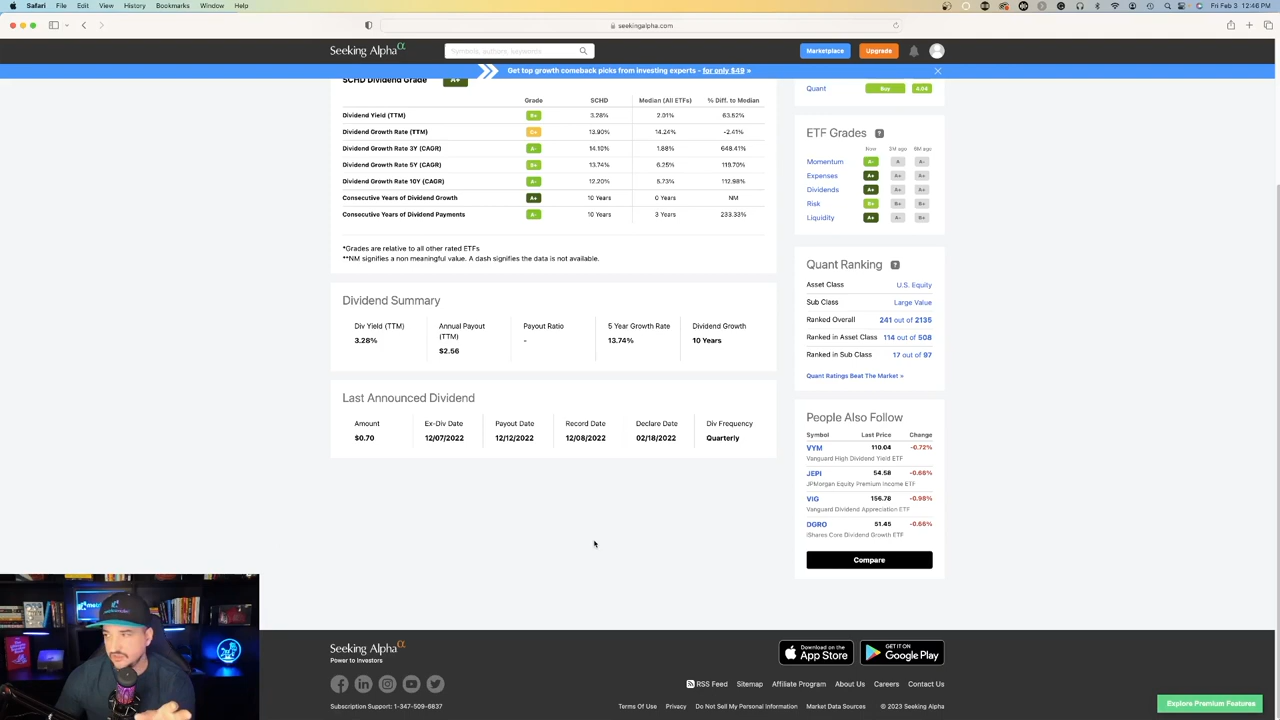 Safari File Edit View History Bookmarks Window Help Fri Feb 3 12:46 PM
seekingalpha.com
Seeking Alpha α Symbols, authors, keywords Marketplace Upgrade
Get top growth comeback picks from investing experts - for only $49 »
SCHD Dividend Grade A+
Grade SCHD Median (All ETFs) % Diff. to Median
Dividend Yield (TTM) B+ 3.28% 2.01% 63.52%
Dividend Growth Rate (TTM) 13.90% 14.24% -2.41%
Dividend Growth Rate 3Y (CAGR) A- 14.10% 1.88% 648.41%
Dividend Growth Rate 5Y (CAGR) B+ 13.74% 6.25% 119.70%
Dividend Growth Rate 10Y (CAGR) A- 12.20% 5.73% 112.98%
Consecutive Years of Dividend Growth A+ 10 Years 0 Years NM
Consecutive Years of Dividend Payments A- 10 Years 3 Years 233.33%
*Grades are relative to all other rated ETFs
**NM signifies a non meaningful value. A dash signifies the data is not available.
Dividend Summary
Div Yield (TTM) Annual Payout (TTM) Payout Ratio 5 Year Growth Rate Dividend Growth
3.28% $2.56 - 13.74% 10 Years
Last Announced Dividend
Amount Ex-Div Date Payout Date Record Date Declare Date Div Frequency
$0.70 12/07/2022 12/12/2022 12/08/2022 02/18/2022 Quarterly
Quant Buy 4.04
ETF Grades ?
Now 3M ago 6M ago
Momentum A- A A-
Expenses A+ A+ A+
Dividends A+ A+ A+
Risk B+ B+ B+
Liquidity A+ A- B+
Quant Ranking ?
Asset Class U.S. Equity
Sub Class Large Value
Ranked Overall 241 out of 2135
Ranked in Asset Class 114 out of 508
Ranked in Sub Class 17 out of 97
Quant Ratings Beat The Market »
People Also Follow
Symbol Last Price Change
VYM 110.04 -0.72%
Vanguard High Dividend Yield ETF
JEPI 54.58 -0.66%
JPMorgan Equity Premium Income ETF
VIG 156.78 -0.98%
Vanguard Dividend Appreciation ETF
DGRO 51.45 -0.66%
iShares Core Dividend Growth ETF
Compare
Seeking Alpha α
Power to Investors
Download on the App Store GET IT ON Google Play
RSS Feed Sitemap Affiliate Program About Us Careers Contact Us
Subscription Support: 1-347-509-6837
Terms Of Use Privacy Do Not Sell My Personal Information Market Data Sources © 2023 Seeking Alpha
Explore Premium Features